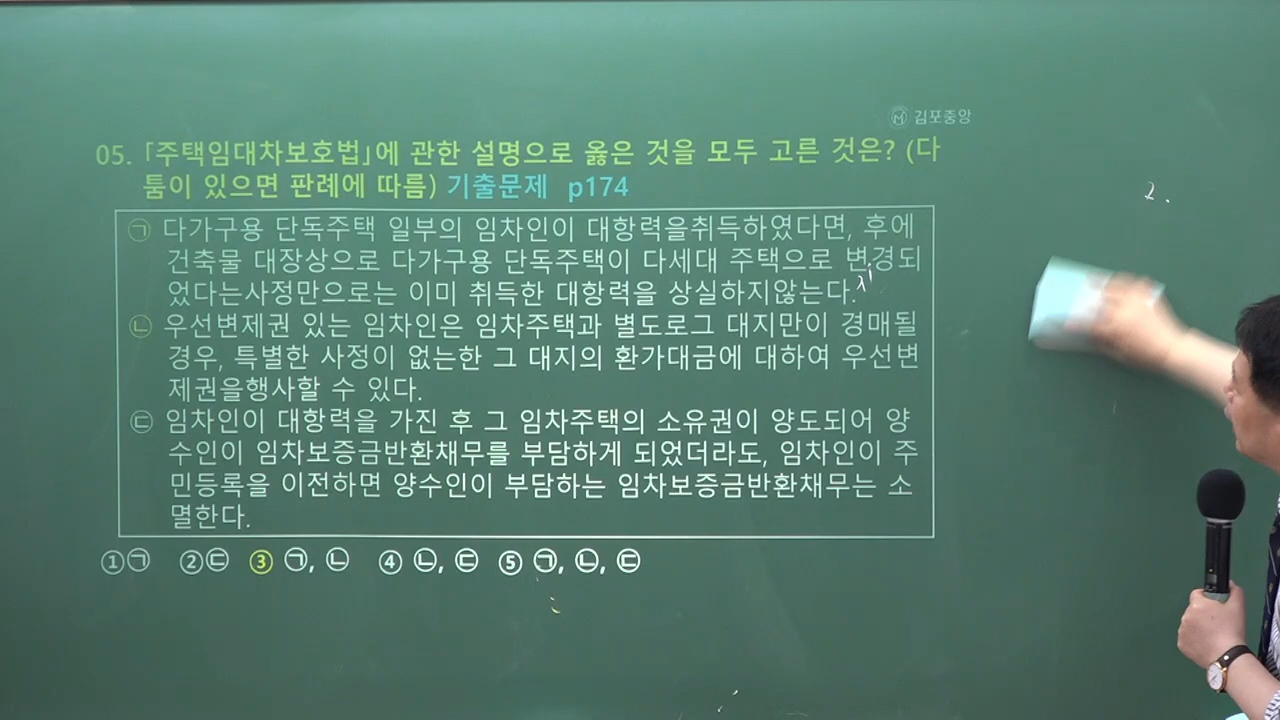 김포중앙
05. 「주택임대차보호법」에 관한 설명으로 옳은 것을 모두 고른 것은? (다
툼이 있으면 판례에 따름) 기출문제 p174
㉠ 다가구용 단독주택 일부의 임차인이 대항력을취득하였다면, 후에
건축물 대장상으로 다가구용 단독주택이 다세대 주택으로 변경되
었다는사정만으로는 이미 취득한 대항력을 상실하지않는다.
㉡ 우선변제권 있는 임차인은 임차주택과 별도로그 대지만이 경매될
경우, 특별한 사정이 없는한 그 대지의 환가대금에 대하여 우선변
제권을행사할 수 있다.
㉢ 임차인이 대항력을 가진 후 그 임차주택의 소유권이 양도되어 양
수인이 임차보증금반환채무를 부담하게 되었더라도, 임차인이 주
민등록을 이전하면 양수인이 부담하는 임차보증금반환채무는 소
멸한다.
①㉠ ②㉢ ③ ㉠, ㉡ ④ ㉡, ㉢ ⑤ ㉠, ㉡, ㉢
2.